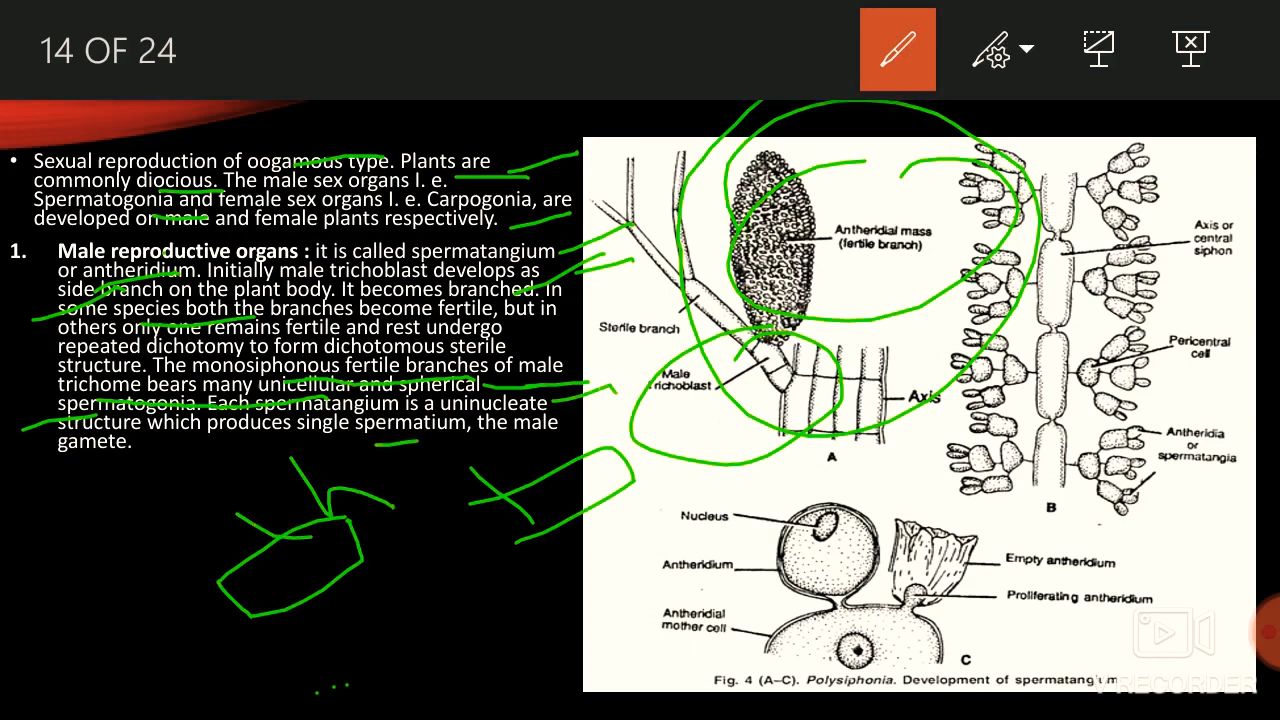 14 OF 24
• Sexual reproduction of oogamous type. Plants are
commonly diocious. The male sex organs I. e.
Spermatogonia and female sex organs I. e. Carpogonia, are
developed on male and female plants respectively.
1. Male reproductive organs : it is called spermatangium
or antheridium. Initially male trichoblast develops as
side branch on the plant body. It becomes branched. In
some species both the branches become fertile, but in
others only one remains fertile and rest undergo
repeated dichotomy to form dichotomous sterile
structure. The monosiphonous fertile branches of male
trichome bears many unicellular and spherical
spermatogonia. Each spermatangium is a uninucleate
structure which produces single spermatium, the male
gamete.
Antheridial mass
(fertile branch)
Sterile branch
Male
Trichoblast
Axis
A
Axis or
central
siphon
Pericentral
cell
Antheridia
or
spermatangia
B
Nucleus
Antheridium
Antheridial
mother cell
Empty antheridium
Proliferating antheridium
C
Fig. 4 (A–C). Polysiphonia. Development of spermatangium
V RECORDER